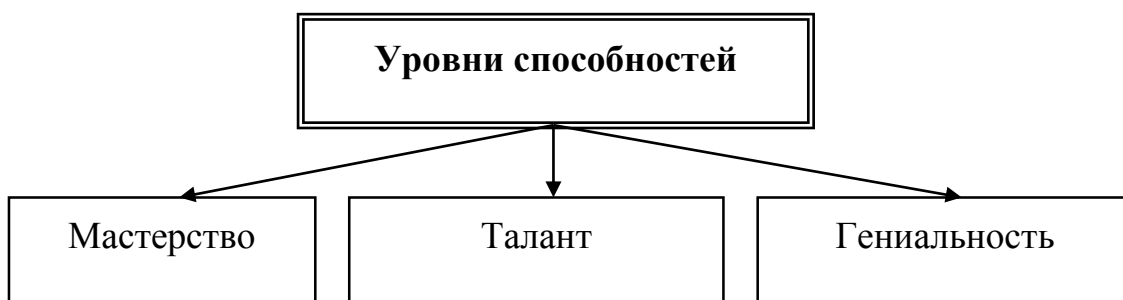 Уровни способностей
Мастерство
Талант
Гениальность